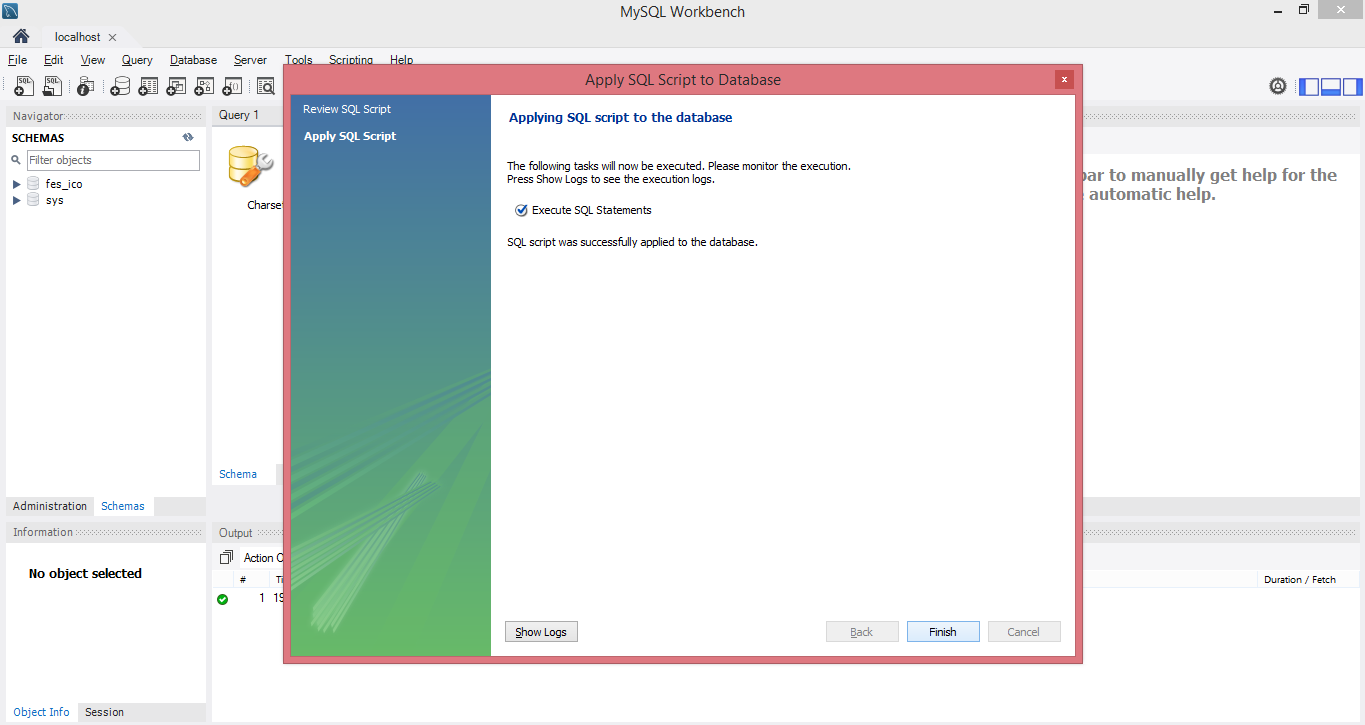 MySQL Workbench
localhost
File Edit View Query Database Server Tools Scripting Help
Apply SQL Script to Database
Navigator
SCHEMAS
Filter objects
fes_ico
sys
Query 1
Review SQL Script
Apply SQL Script
Applying SQL script to the database
The following tasks will now be executed. Please monitor the execution.
Press Show Logs to see the execution logs.
Execute SQL Statements
SQL script was successfully applied to the database.
bar to manually get help for the
automatic help.
Schema
Administration Schemas
Information
No object selected
Output
Action O
#
Duration / Fetch
1 19
Show Logs Back Finish Cancel
Object Info Session